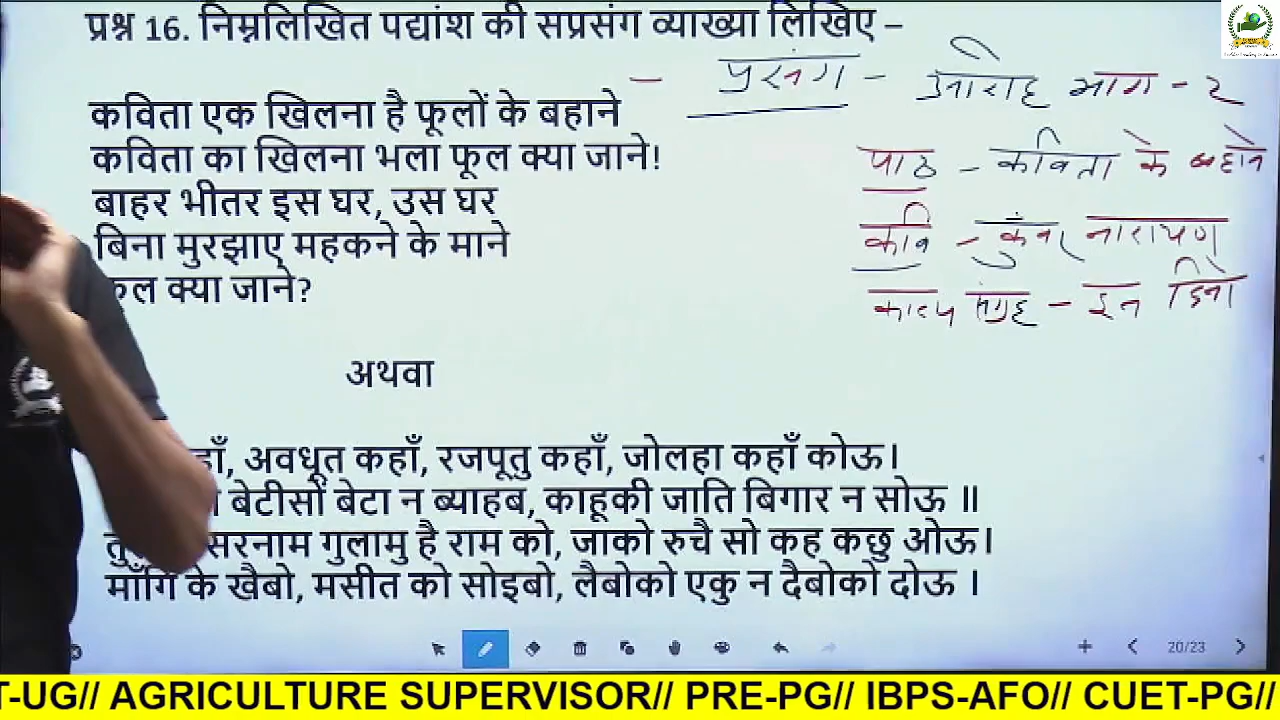 प्रश्न 16. निम्नलिखित पद्यांश की सप्रसंग व्याख्या लिखिए –
प्रसंग - आरोह भाग - 2
कविता एक खिलना है फूलों के बहाने
कविता का खिलना भला फूल क्या जाने!
पाठ - कविता के बहाने
बाहर भीतर इस घर, उस घर
बिना मुरझाए महकने के माने
कवि - कुँवर नारायण
क्या जाने?
काव्य संग्रह - इन दिनों
अथवा
अवधूत कहाँ, रजपूतु कहाँ, जोलहा कहाँ कोऊ।
बेटीसों बेटा न ब्याहब, काहूकी जाति बिगार न सोऊ ॥
सरनाम गुलामु है राम को, जाको रुचै सो कह कछु ओऊ।
माँगि के खैबो, मसीत को सोइबो, लैबोको एकु न दैबोको दोऊ ।
20/23
T-UG// AGRICULTURE SUPERVISOR// PRE-PG// IBPS-AFO// CUET-PG//